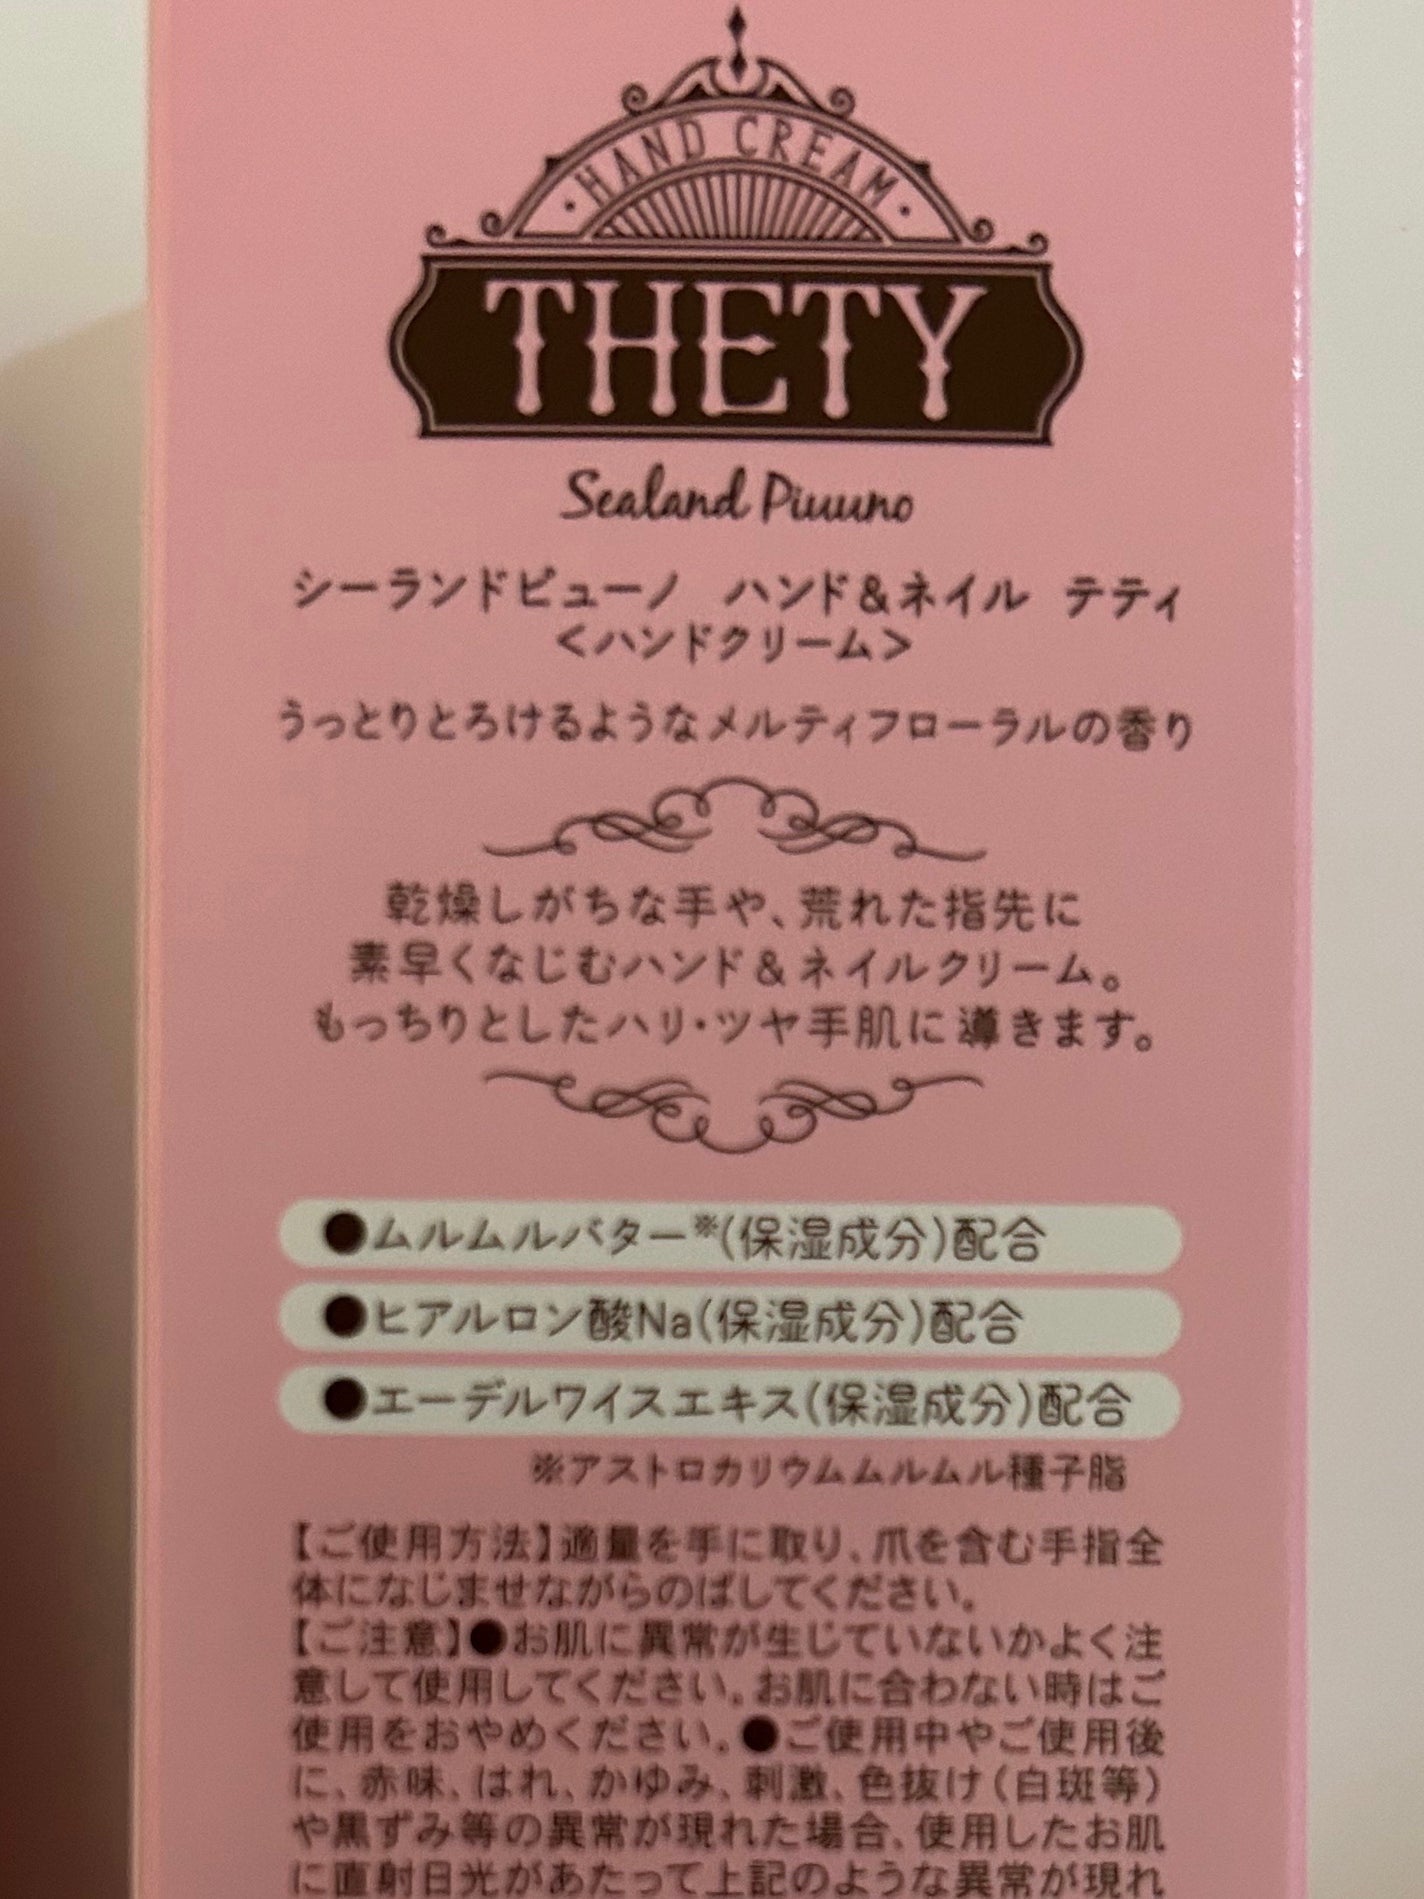 ・HAND CREAM・
THETY
Sealand Piuuno
シーランドピューノ ハンド＆ネイル テティ
＜ハンドクリーム＞
うっとりとろけるようなメルティフローラルの香り
乾燥しがちな手や、荒れた指先に
素早くなじむハンド＆ネイルクリーム。
もっちりとしたハリ・ツヤ手肌に導きます。
●ムルムルバター※(保湿成分)配合
●ヒアルロン酸Na(保湿成分)配合
●エーデルワイスエキス(保湿成分)配合
※アストロカリウムムルムル種子脂
【ご使用方法】適量を手に取り、爪を含む手指全
体になじませながらのばしてください。
【ご注意】●お肌に異常が生じていないかよく注
意して使用してください。お肌に合わない時はご
使用をおやめください。●ご使用中やご使用後
に、赤味、はれ、かゆみ、刺激、色抜け（白斑等）
や黒ずみ等の異常が現れた場合、使用したお肌
に直射日光があたって上記のような異常が現れ